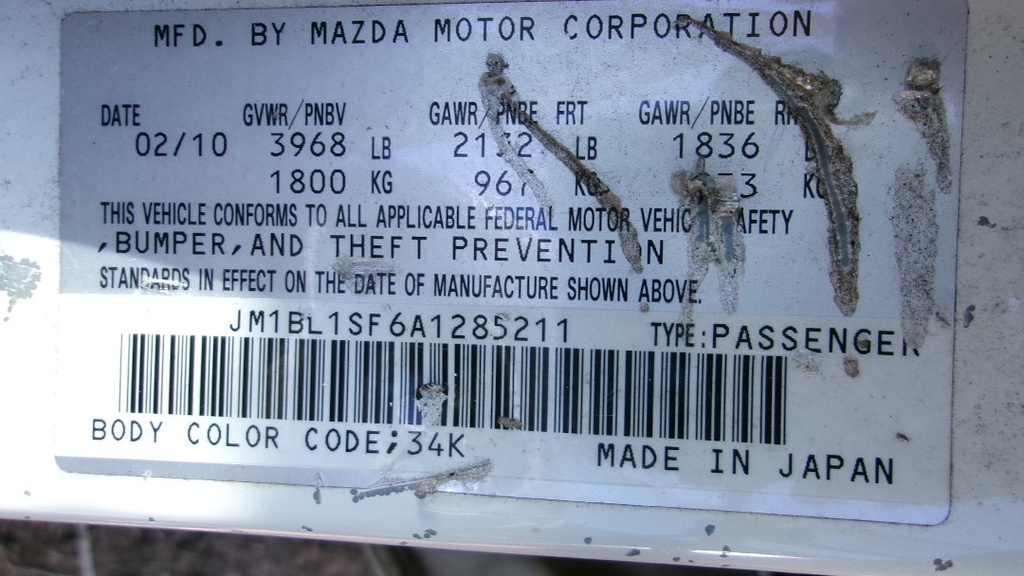 MFD. BY MAZDA MOTOR CORPORATION
DATE GVWR/PNBV GAWR/PNBE FRT GAWR/PNBE
02/10 3968 LB LB 1836
1800 KG KG
THIS VEHICLE CONFORMS TO ALL APPLICABLE FEDERAL MOTOR
,BUMPER,AND THEFT PREVENTION
STANDARDS IN EFFECT ON THE DATE OF MANUFACTURE SHOWN ABOVE.
JM1BL1SF6A1285211 TYPE:PASSENGER
BODY COLOR CODE;34K MADE IN JAPAN